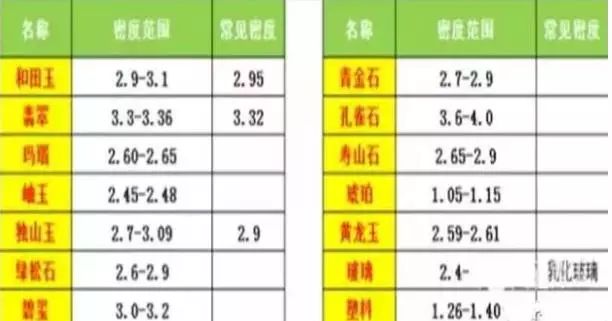 名称 密度范围 常见密度
和田玉 2.9-3.1 2.95
翡翠 3.3-3.36 3.32
玛瑙 2.60-2.65
岫玉 2.45-2.48
独山玉 2.7-3.09 2.9
绿松石 2.6-2.9
碧玺 3.0-3.2
名称 密度范围 常见密度
青金石 2.7-2.9
孔雀石 3.6-4.0
寿山石 2.65-2.9
琥珀 1.05-1.15
黄龙玉 2.59-2.61
玻璃 2.4- 乳化玻璃
塑料 1.26-1.40